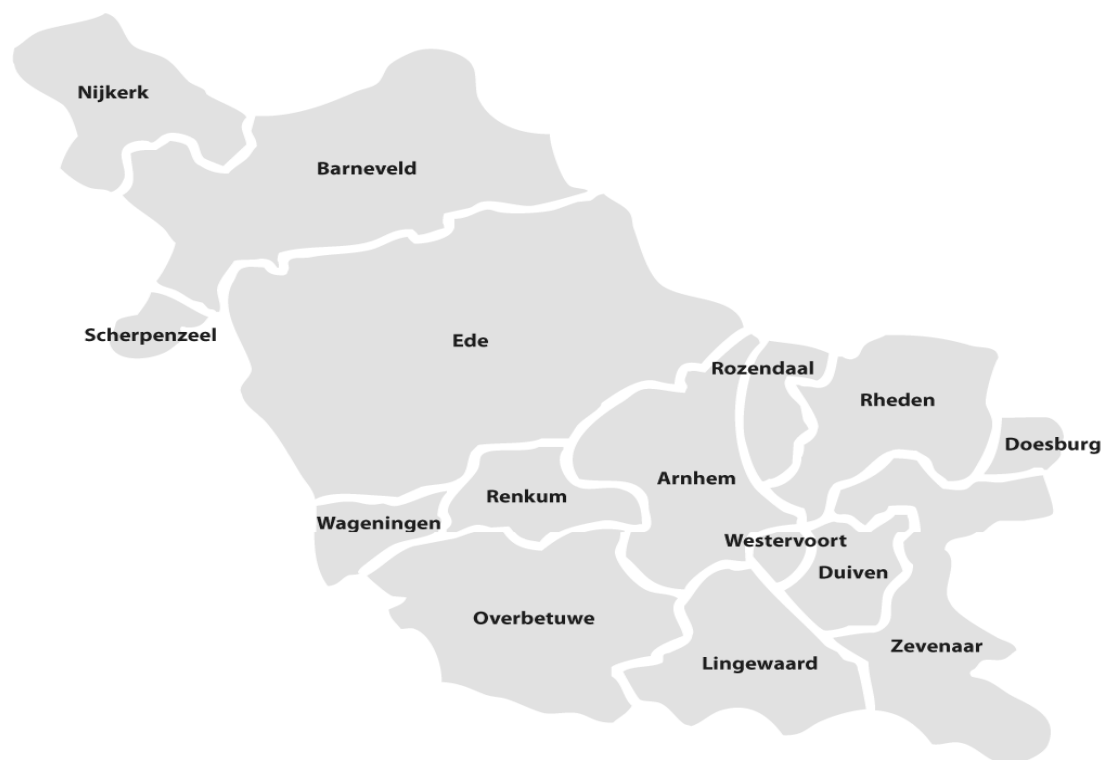 Nijkerk
Barneveld
Scherpenzeel
Ede
Rozendaal
Rheden
Doesburg
Arnhem
Renkum
Wageningen
Westervoort
Duiven
Overbetuwe
Zevenaar
Lingewaard